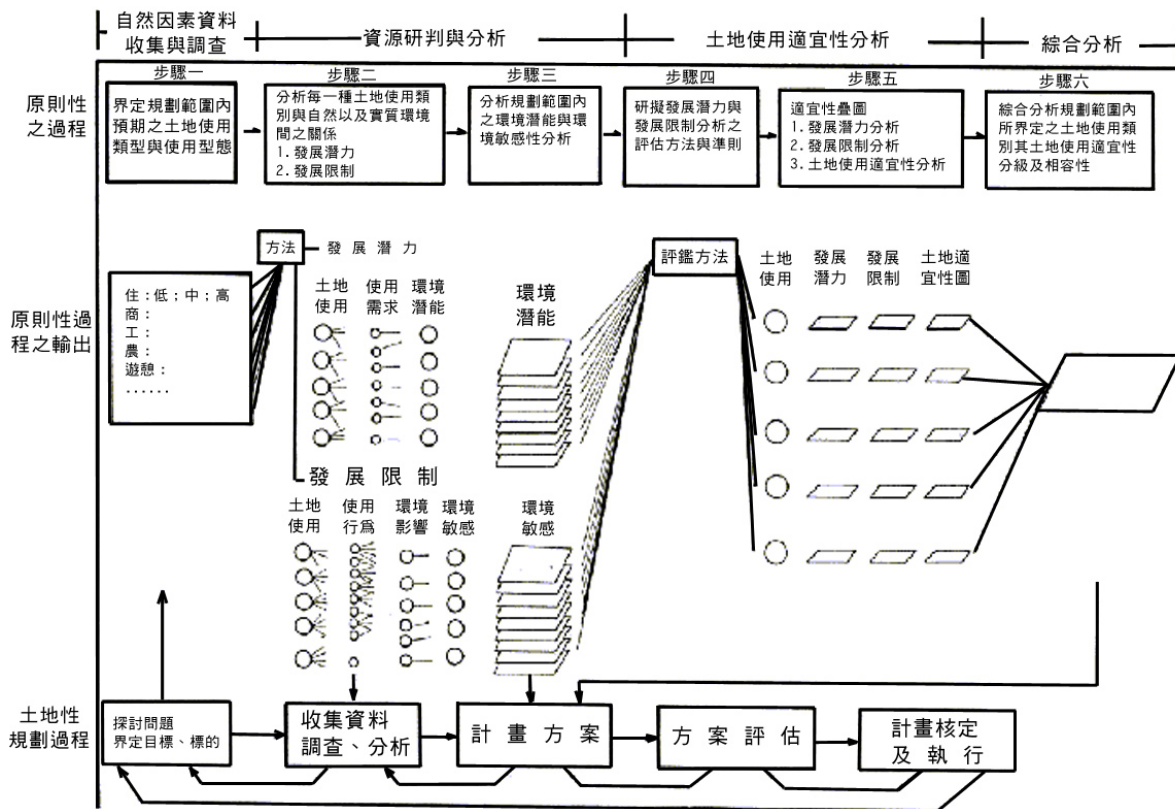 自然因素資料
收集與調查
資源研判與分析
土地使用適宜性分析
綜合分析
原則性
之過程
步驟一
界定規劃範圍內
預期之土地使用
類型與使用型態
步驟二
分析每一種土地使用類
別與自然以及實質環境
間之關係
1.發展潛力
2.發展限制
步驟三
分析規劃範圍內
之環境潛能與環
境敏感性分析
步驟四
研擬發展潛力與
發展限制分析之
評估方法與準則
步驟五
適宜性疊圖
1.發展潛力分析
2.發展限制分析
3.土地使用適宜性分析
步驟六
綜合分析規劃範圍內
所界定之土地使用類
別其土地使用適宜性
分級及相容性
原則性過
程之輸出
住:低;中;高
商:
工:
農:
遊憩:
......
方法
發展潛力
土地
使用
使用
需求
環境
潛能
發展限制
土地
使用
使用
行爲
環境
影響
環境
敏感
環境
潛能
環境
敏感
評鑑方法
土地
使用
發展
潛力
發展
限制
土地適
宜性圖
土地性
規劃過程
探討問題
界定目標、標的
收集資料
調查、分析
計畫方案
方案評估
計畫核定
及執行